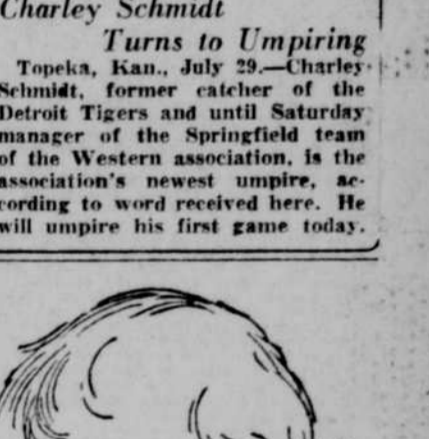 Charley Schmidt
Turns to Umpiring
Topeka, Kan., July 29.—Charley
Schmidt, former catcher of the
Detroit Tigers and until Saturday
manager of the Springfield team
of the Western association, is the
association's newest umpire, ac-
cording to word received here. He
will umpire his first game today.